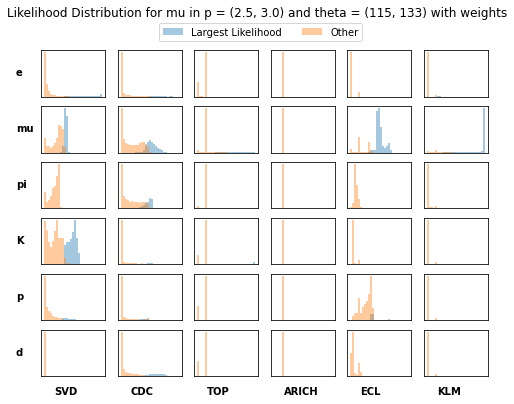 Likelihood Distribution for mu in p = (2.5, 3.0) and theta = (115, 133) with weights
Largest Likelihood Other
e
mu
pi
K
p
d
SVD CDC TOP ARICH ECL KLM